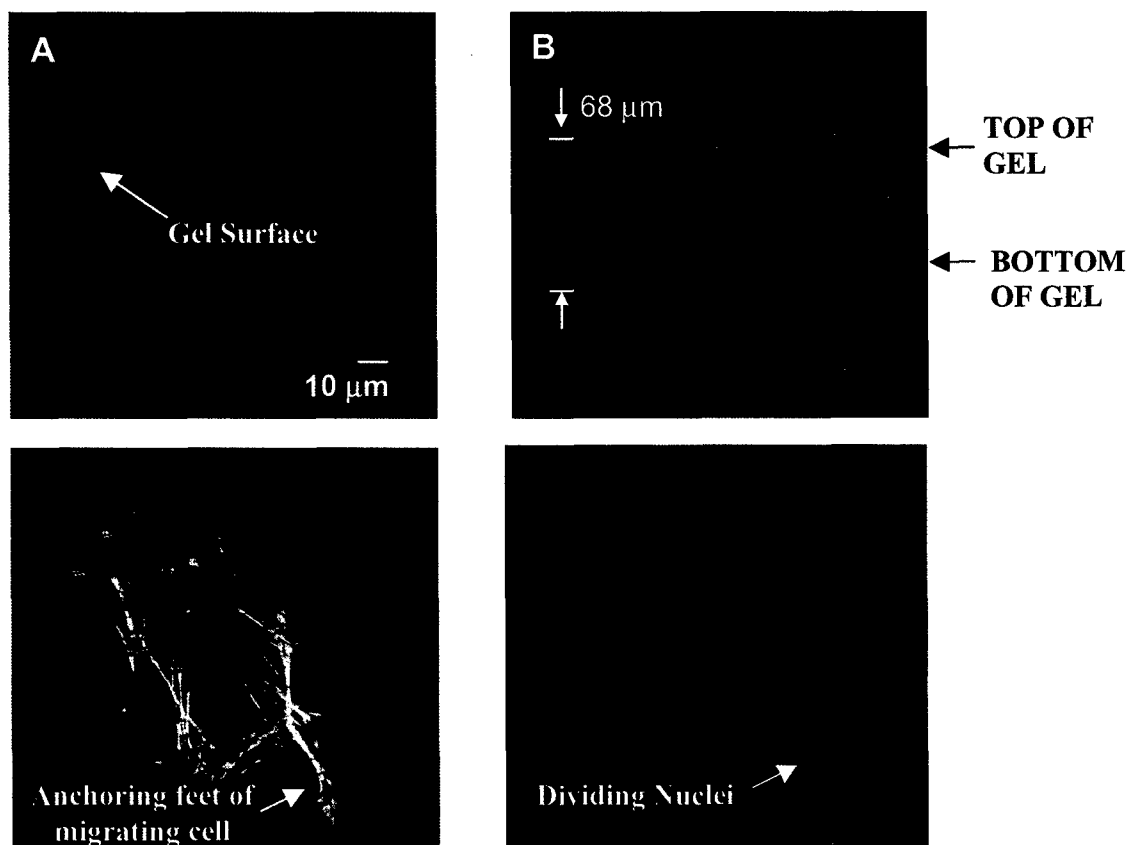 A
Gel Surface
10 µm
B
68 µm
TOP OF
GEL
BOTTOM
OF GEL
Anchoring feet of
migrating cell
Dividing Nuclei